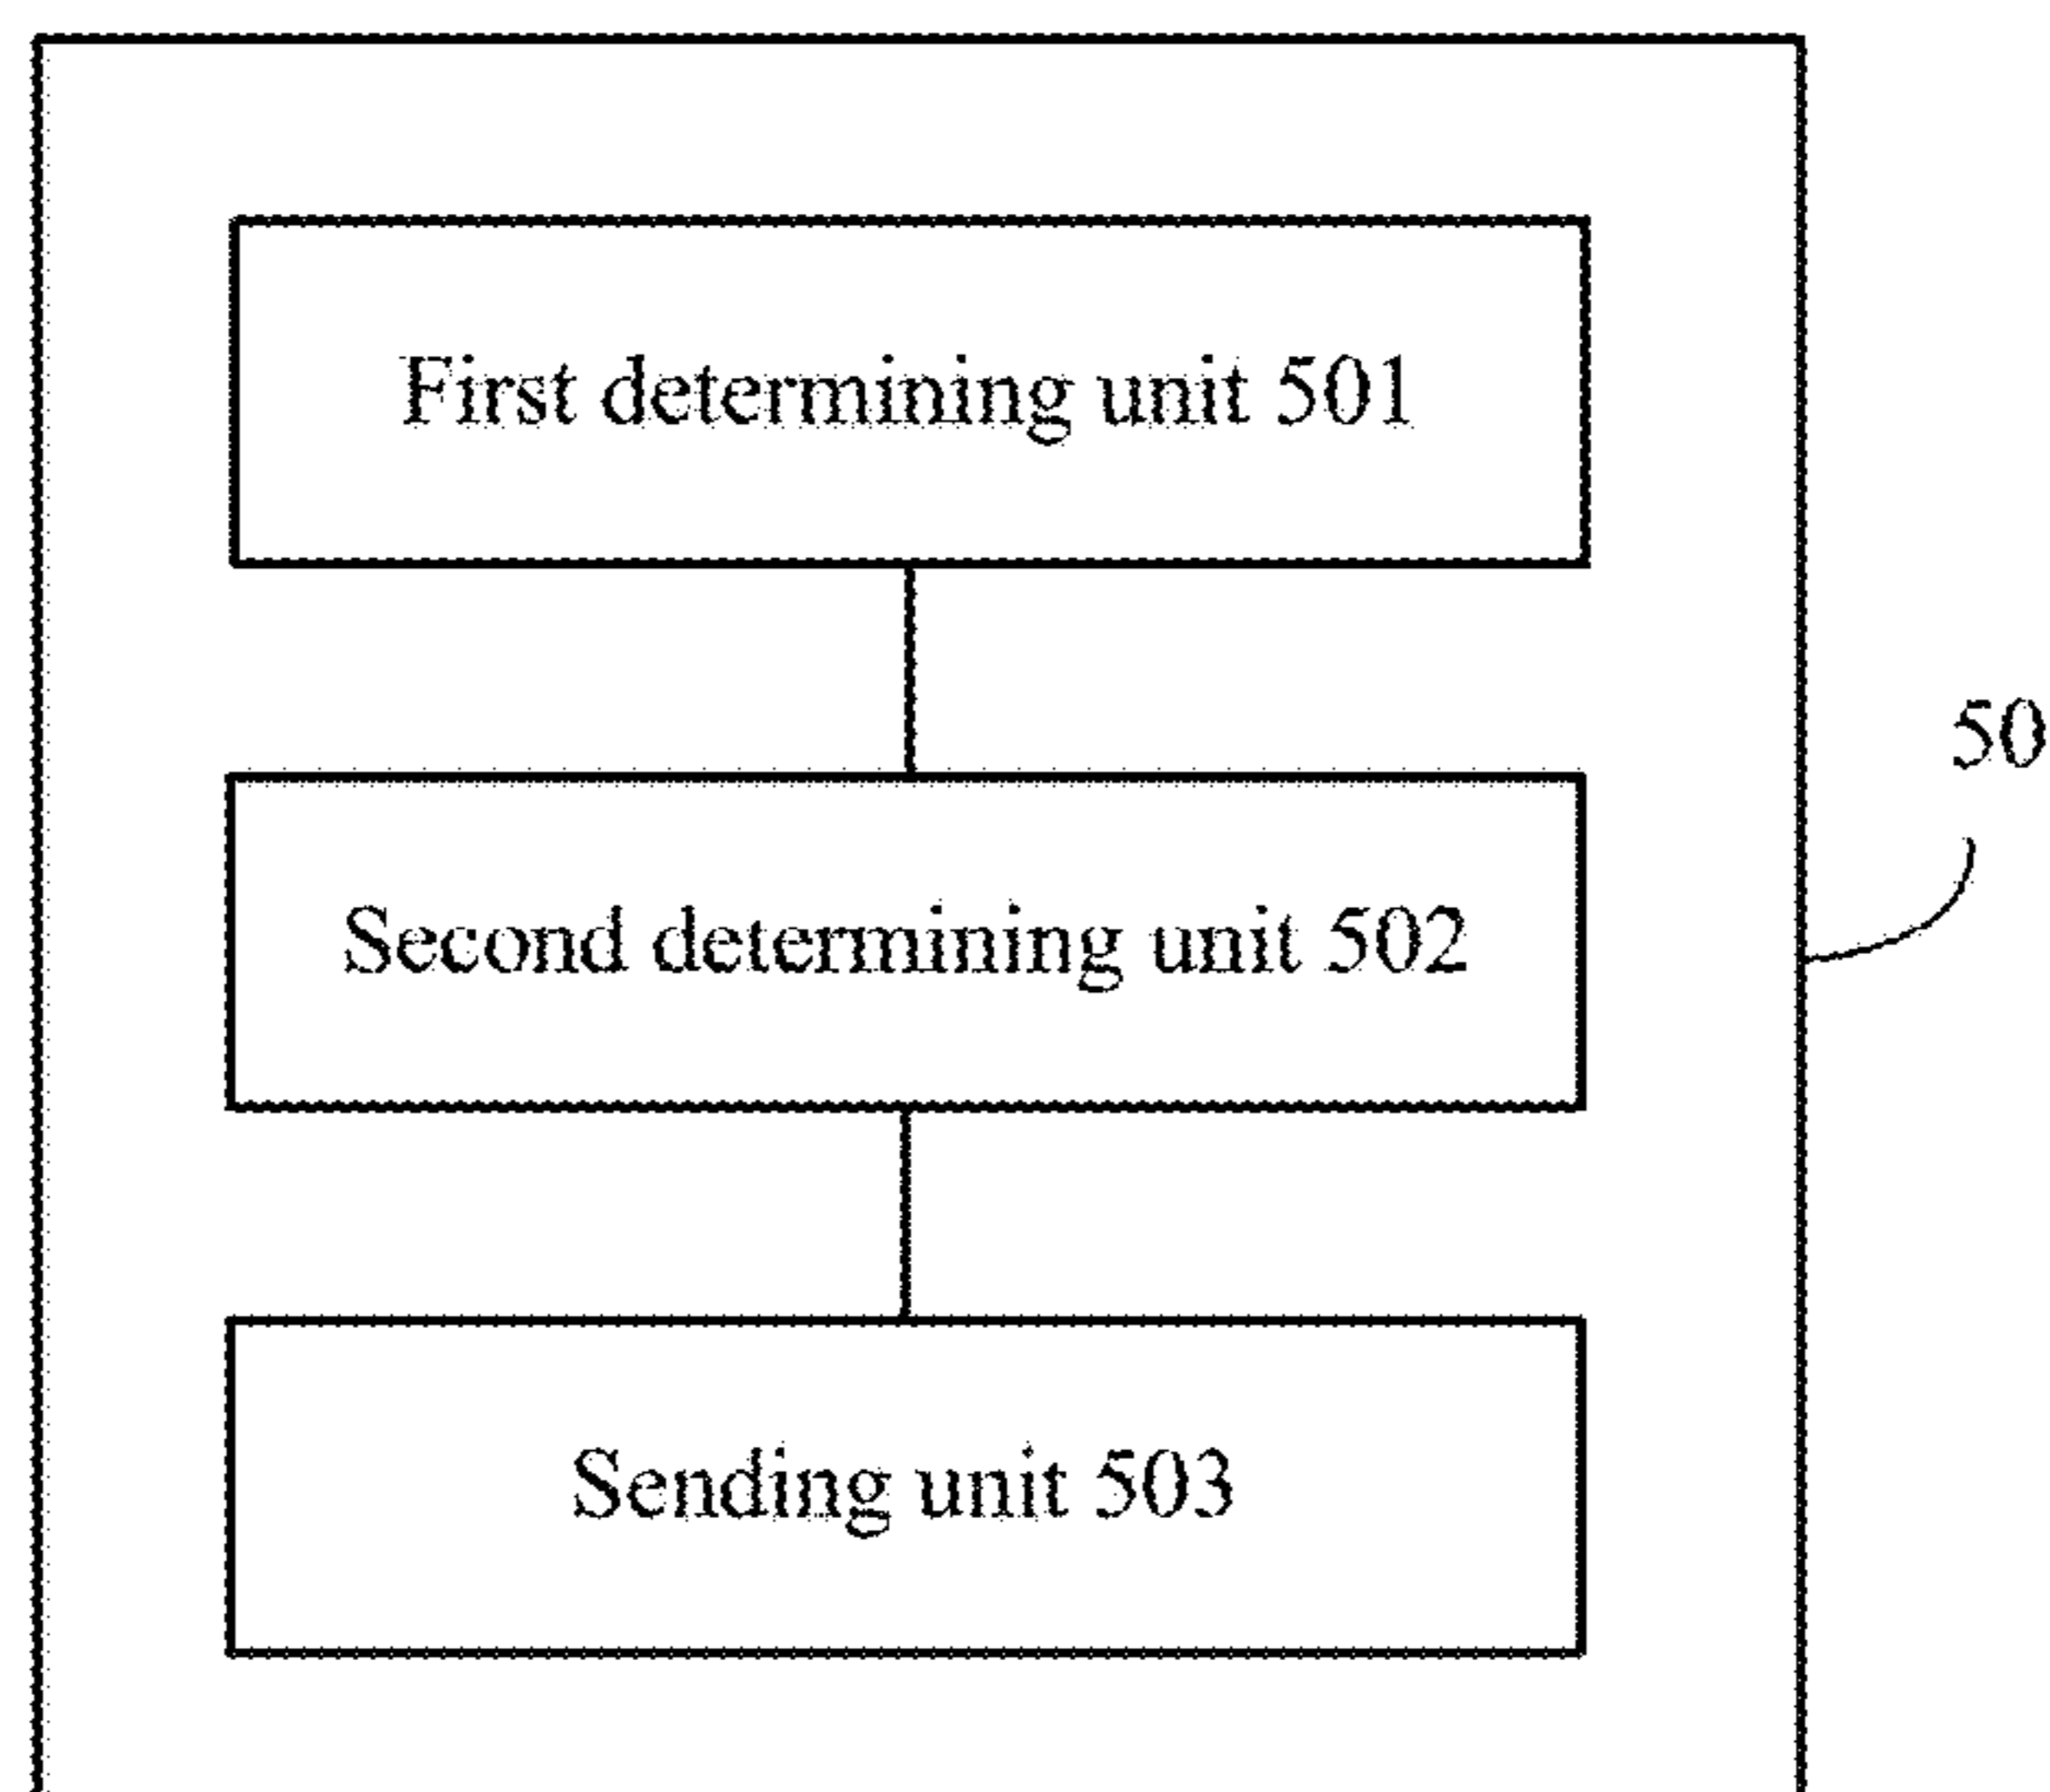 First determining unit 501
50
Second determining unit 502
Sending unit 503